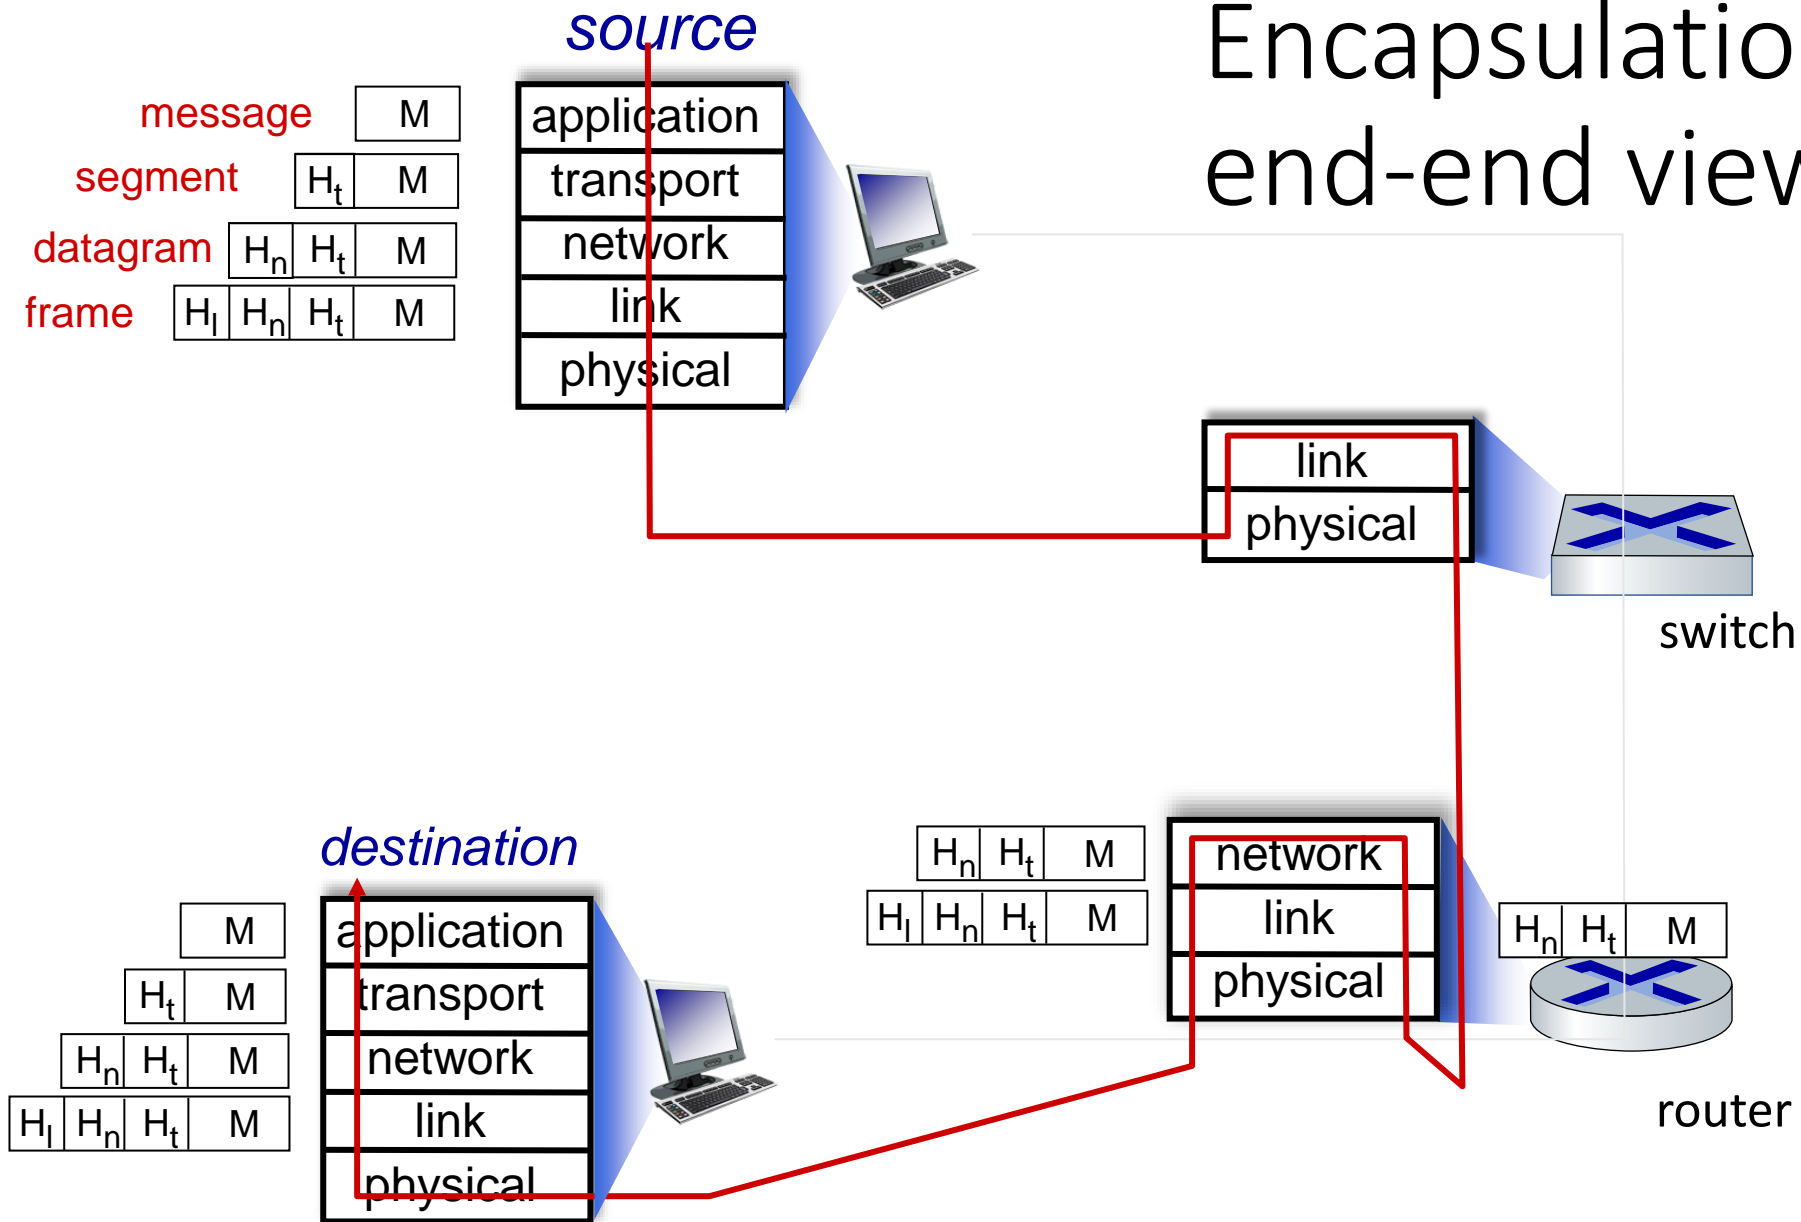 source
Encapsulatio
end-end view
message M
application
segment Ht M
transport
datagram Hn Ht M
network
frame Hl Hn Ht M
link
physical
link
physical
switch
destination
Hn Ht M
network
Hl Hn Ht M
link
physical
Hn Ht M
router
M
application
Ht M
transport
Hn Ht M
network
Hl Hn Ht M
link
physical